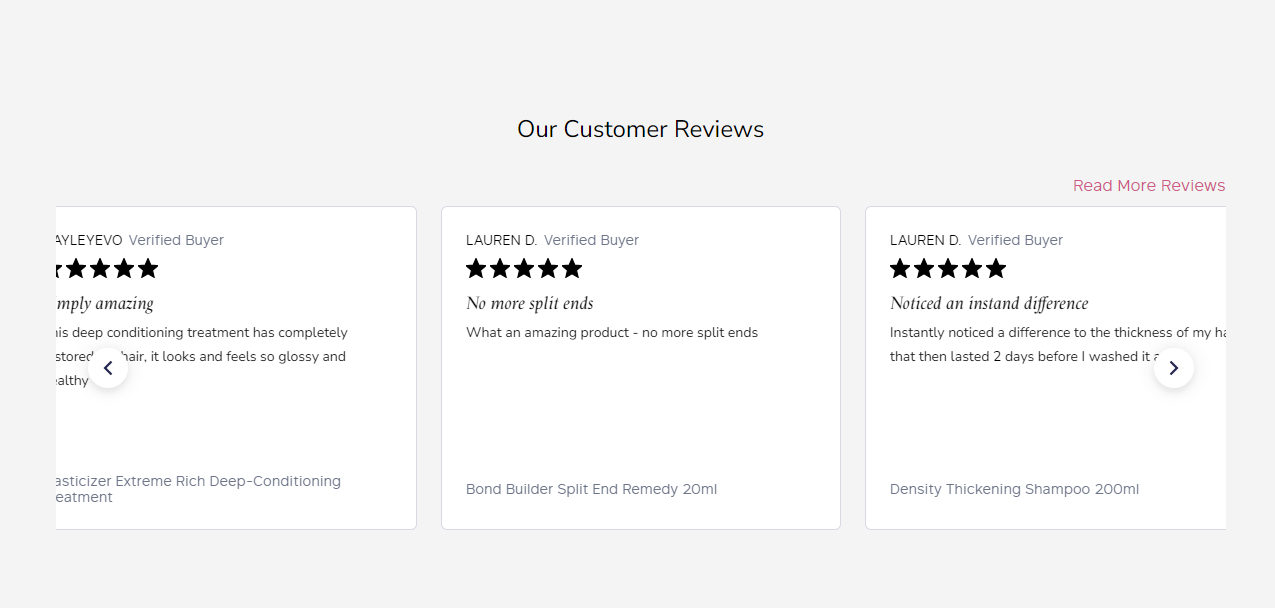 Our Customer Reviews
Read More Reviews
AYLEYEVO Verified Buyer
mply amazing
his deep conditioning treatment has completely
stored hair, it looks and feels so glossy and
ealthy
asticizer Extreme Rich Deep-Conditioning
eatment
LAUREN D. Verified Buyer
No more split ends
What an amazing product - no more split ends
Bond Builder Split End Remedy 20ml
LAUREN D. Verified Buyer
Noticed an instand difference
Instantly noticed a difference to the thickness of my ha
that then lasted 2 days before I washed it a
Density Thickening Shampoo 200ml